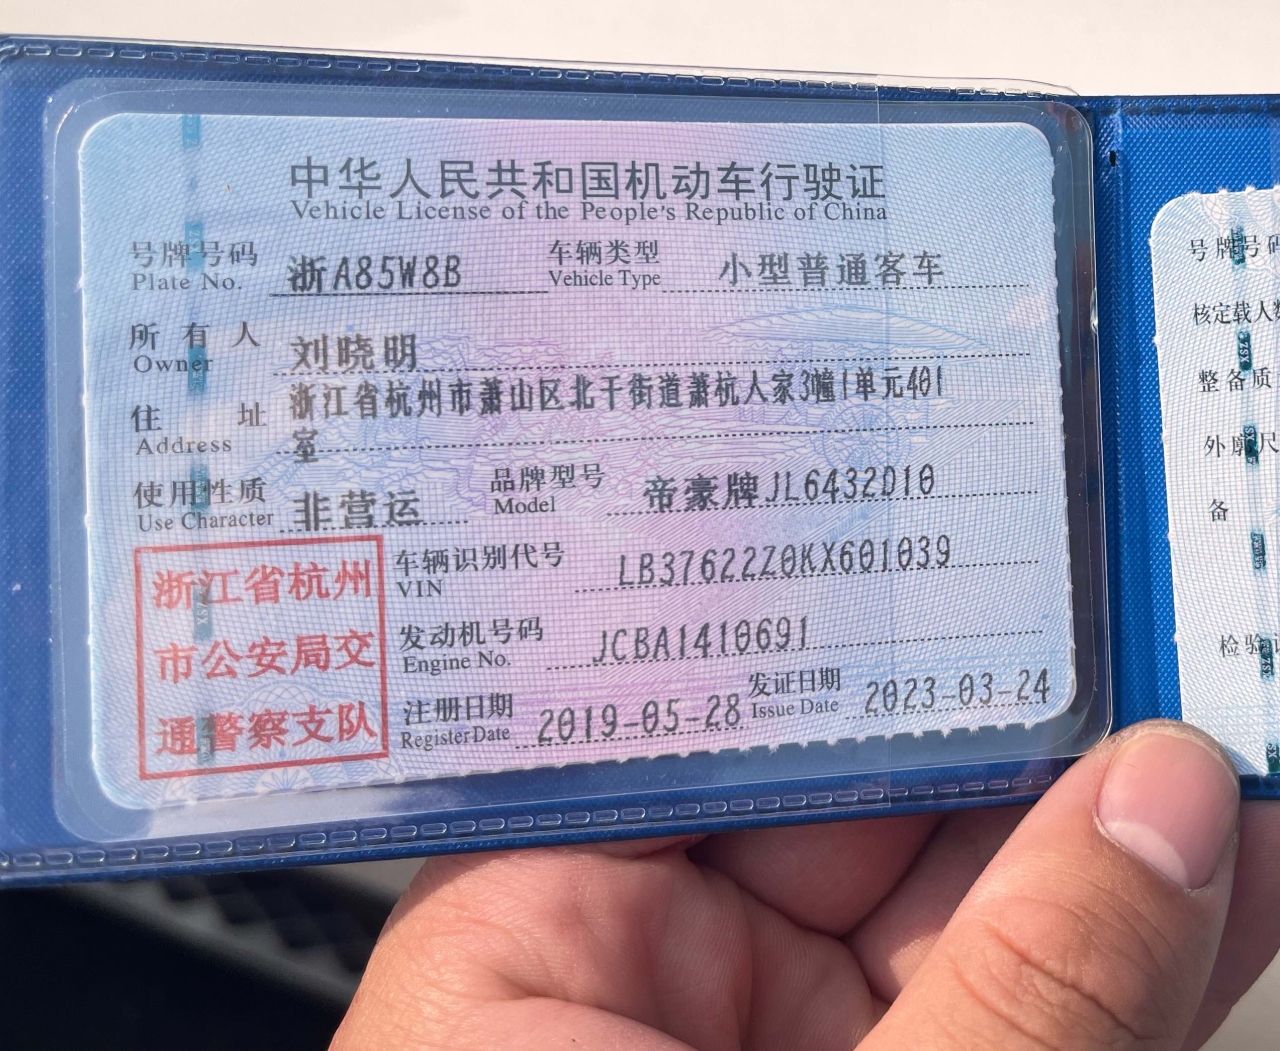 中华人民共和国机动车行驶证
Vehicle License of the People's Republic of China
号牌号码 浙A85W8B 车辆类型 小型普通客车
Plate No. Vehicle Type
所有人 刘晓明
Owner
住址 浙江省杭州市萧山区北干街道萧杭人家3幢1单元401
Address 室
使用性质 非营运 品牌型号 帝豪牌JL6432D10
Use Character Model
车辆识别代号 LB37622Z0KX601039
VIN
发动机号码 JCBA1410691
Engine No.
注册日期 2019-05-28 发证日期 2023-03-24
Register Date Issue Date
浙江省杭州
市公安局交
通警察支队
号牌号码
核定载人数
整备质
外廓尺
备
检验